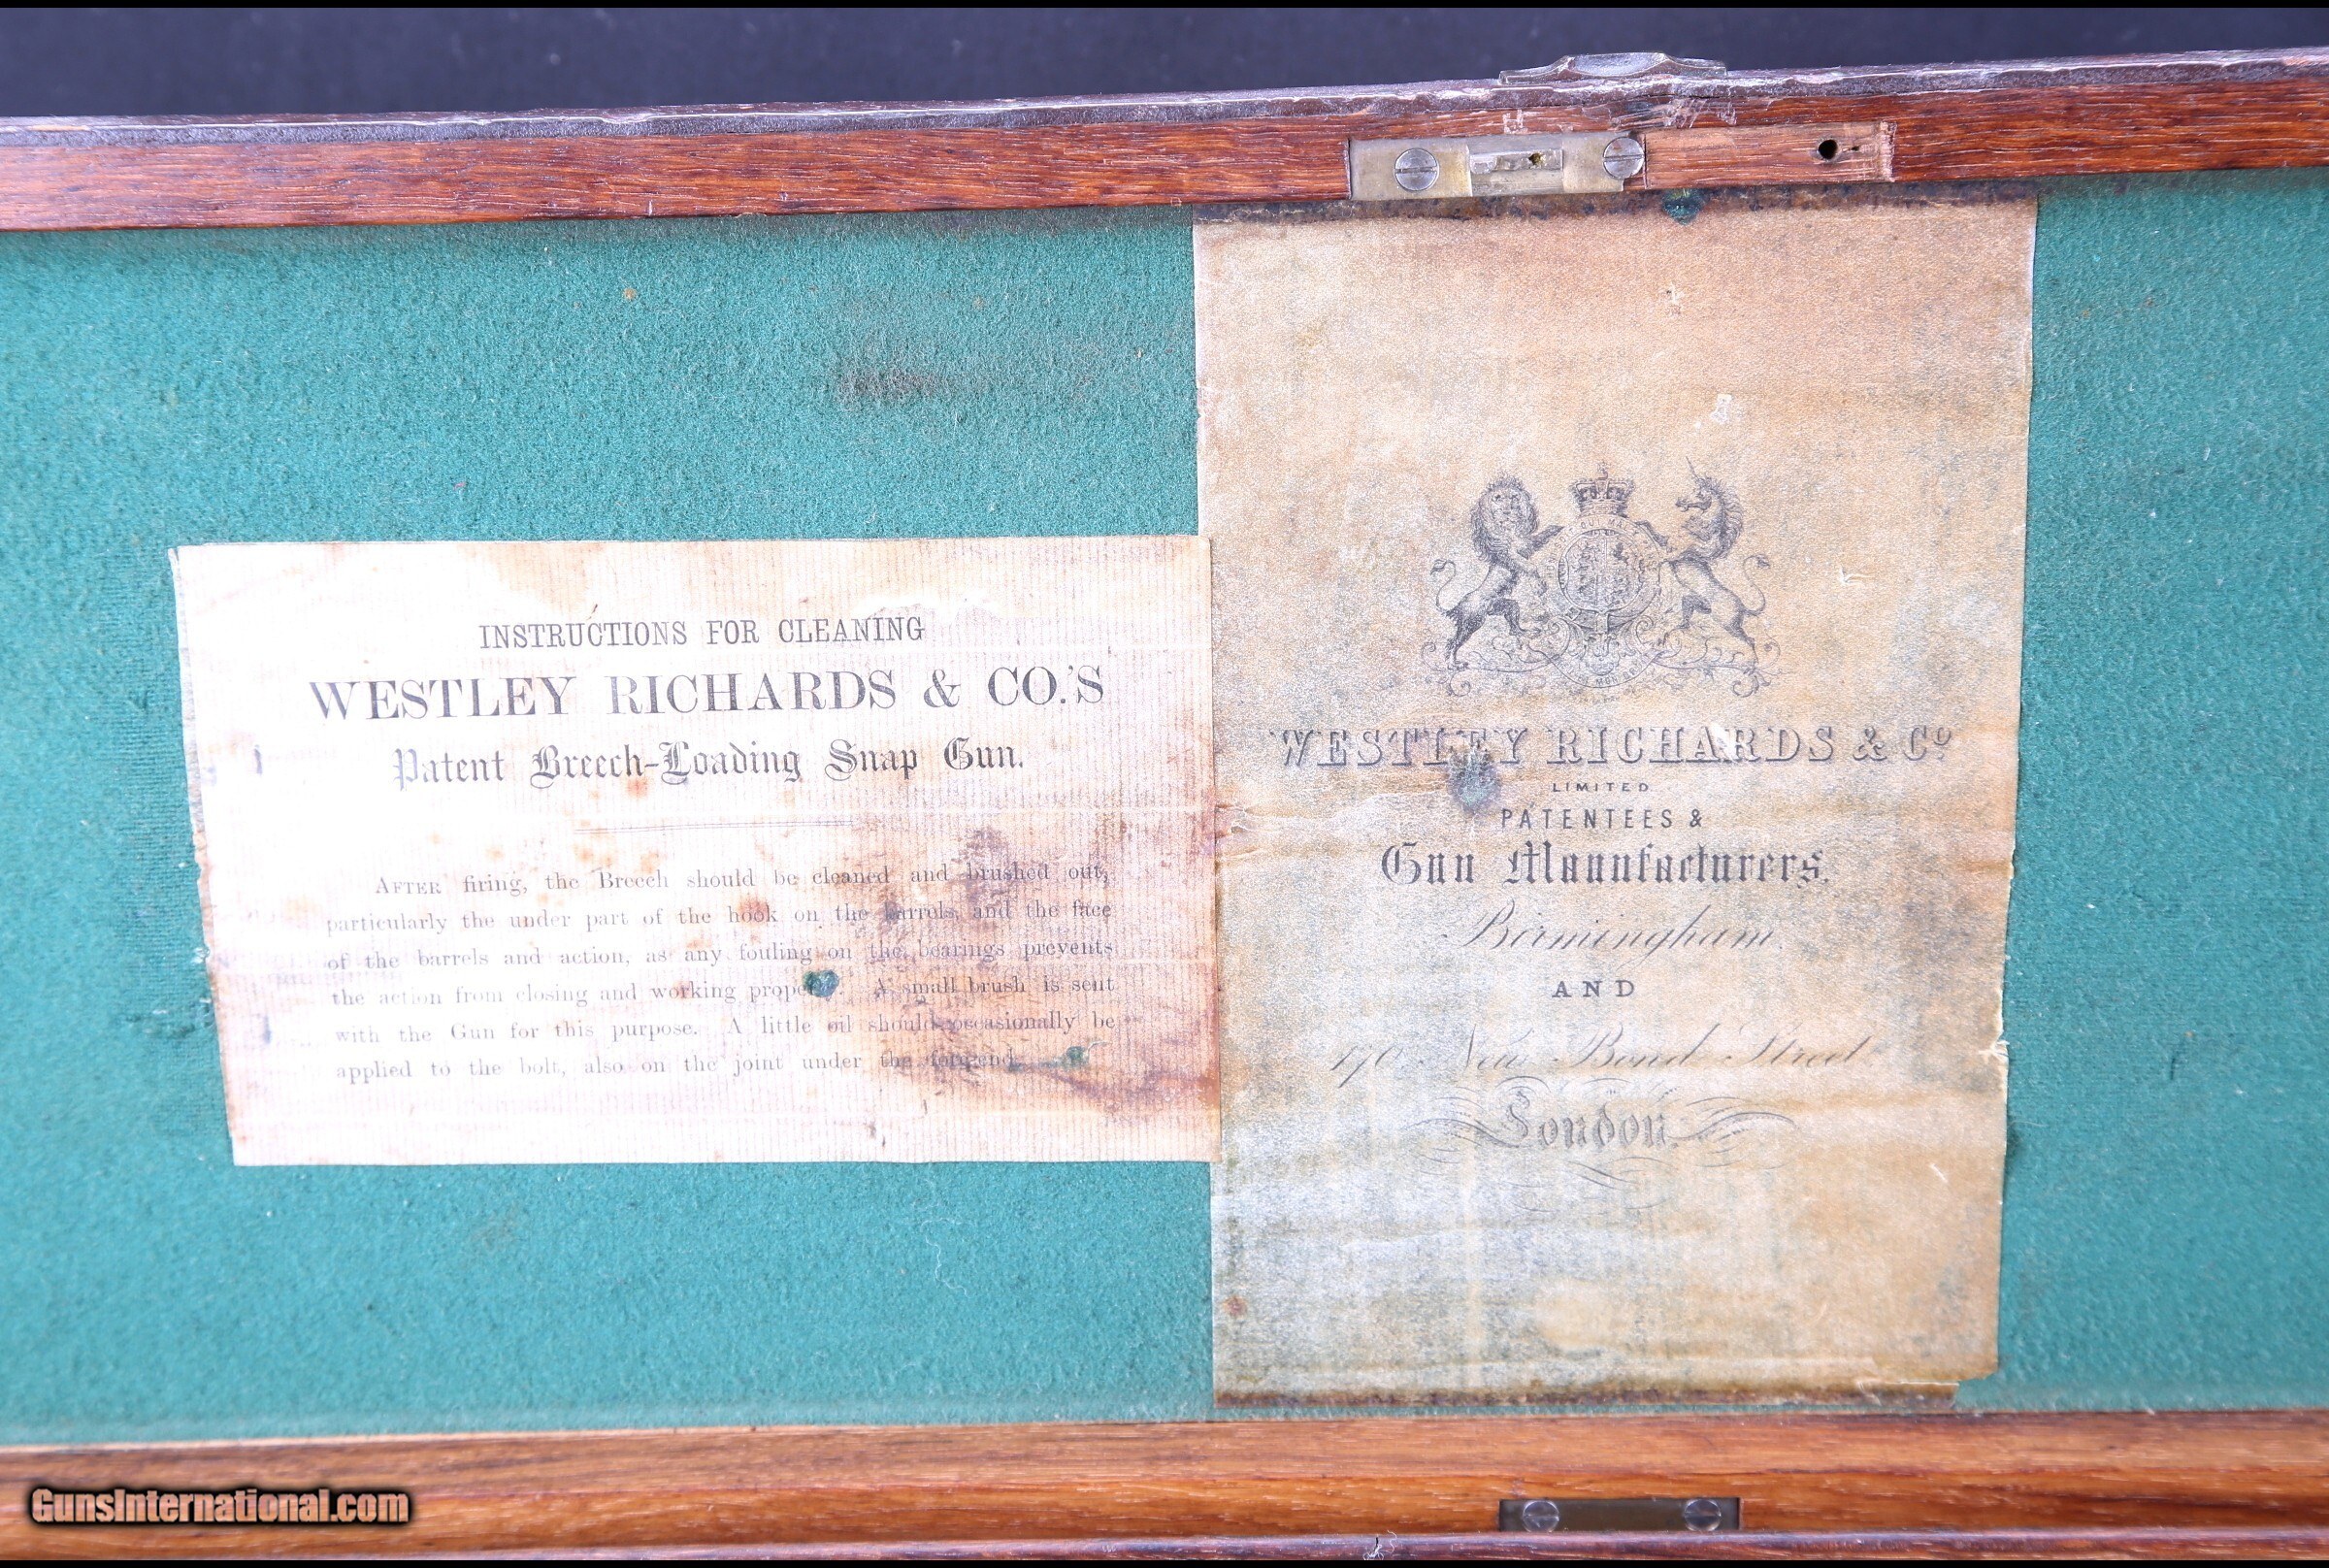 INSTRUCTIONS FOR CLEANING
WESTLEY RICHARDS & CO.'S
Patent Breech-Loading Snap Gun.
AFTER firing, the Breech should be cleaned and brushed out,
particularly the under part of the hook on the barrels, and the face
of the barrels and action, as any fouling on the bearings prevents
the action from closing and working properly. A small brush is sent
with the Gun for this purpose. A little oil should occasionally be
applied to the bolt, also on the joint under the fore-end.
WESTLEY RICHARDS & Co
LIMITED.
PATENTEES &
Gun Manufacturers.
Birmingham.
AND
170. New Bond Street.
London.
GunsInternational.com